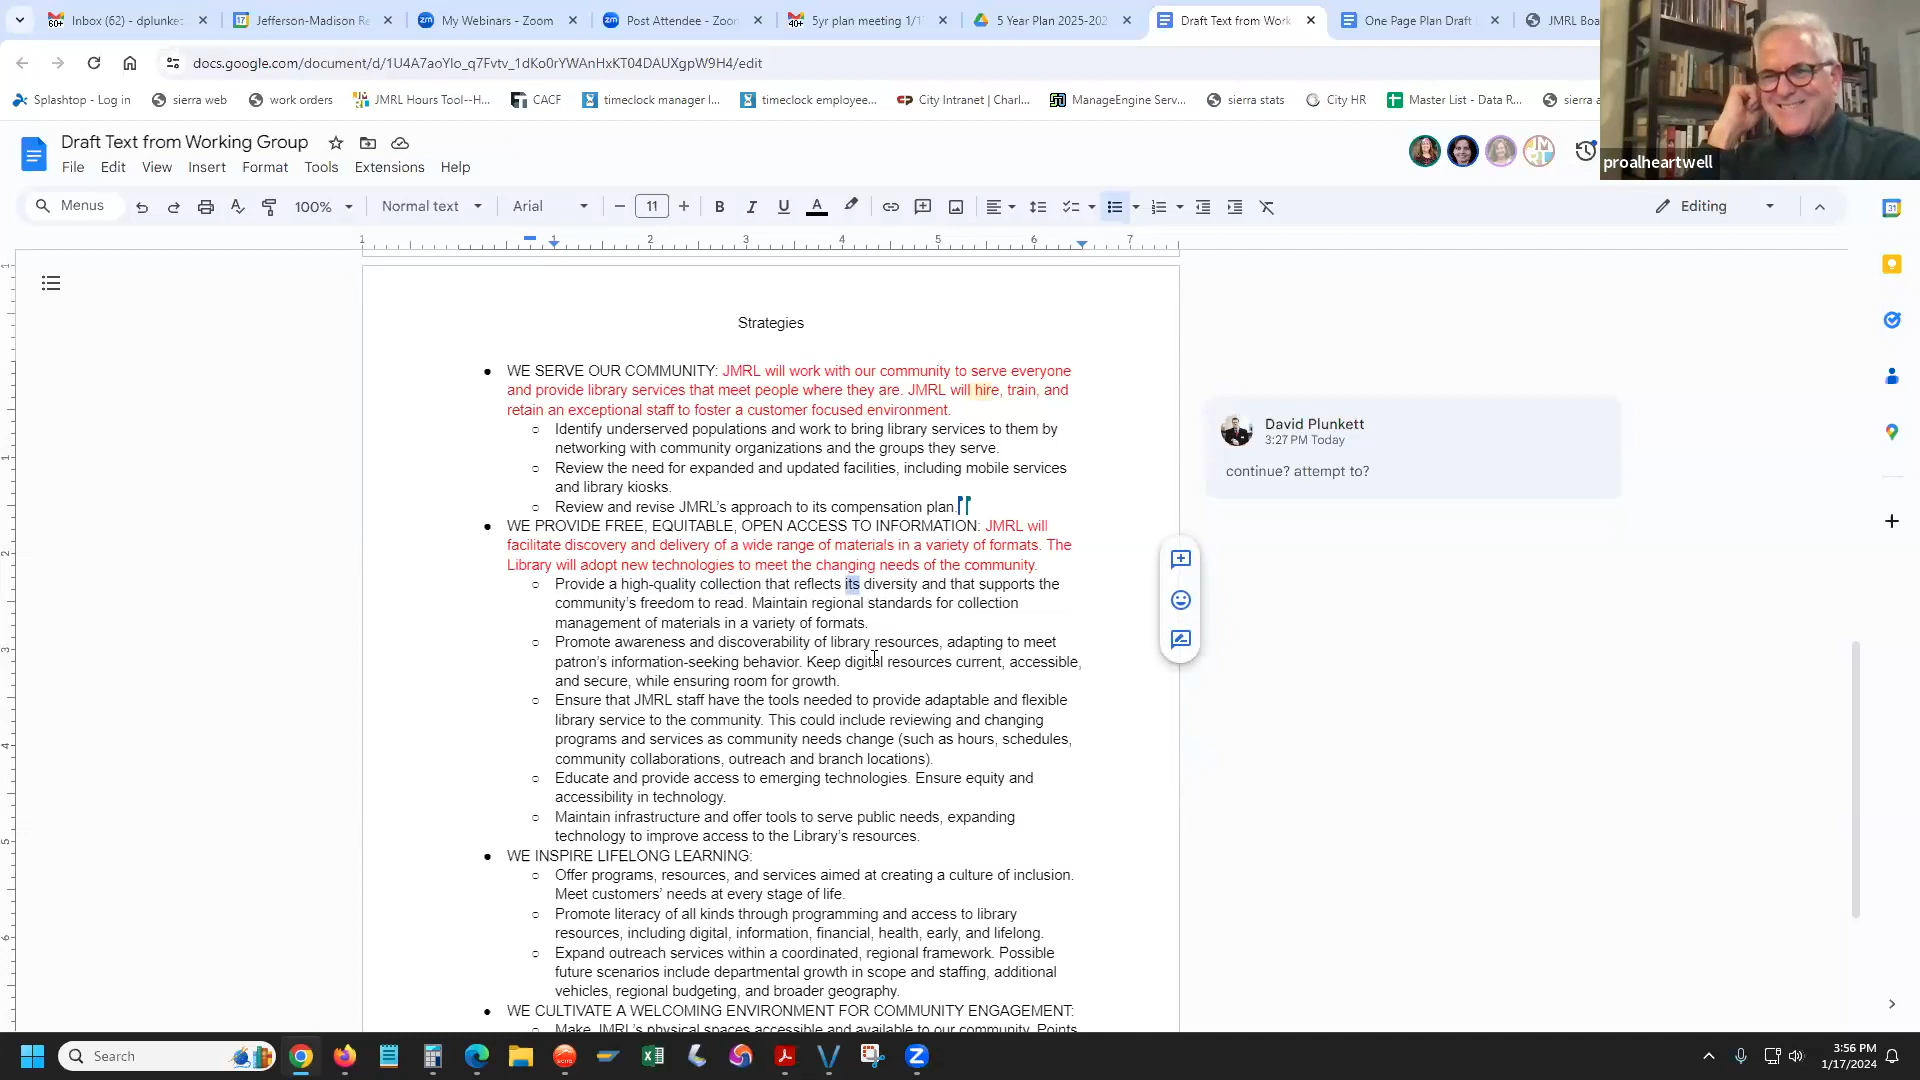 Inbox (62) - dplunke
Jefferson-Madison Re
My Webinars - Zoom
Post Attendee - Zoo
5yr plan meeting 1/1
5 Year Plan 2025-202
Draft Text from Work
One Page Plan Draft
JMRL Boa
docs.google.com/document/d/1U4A7aoYlo_q7Fvtv_1dKo0rYWAnHxKT04DAUXgpW9H4/edit
Splashtop - Log in
sierra web
work orders
JMRL Hours Tool--H...
CACF
timeclock manager l...
timeclock employee...
City Intranet | Charl...
ManageEngine Serv...
sierra stats
City HR
Master List - Data R...
sierra a
proalheartwell
Draft Text from Working Group
File Edit View Insert Format Tools Extensions Help
Menus 100% Normal text Arial 11 Editing
1 1 2 3 4 5 6 7
Strategies
● WE SERVE OUR COMMUNITY: JMRL will work with our community to serve everyone
and provide library services that meet people where they are. JMRL will hire, train, and
retain an exceptional staff to foster a customer focused environment.
○ Identify underserved populations and work to bring library services to them by
networking with community organizations and the groups they serve.
○ Review the need for expanded and updated facilities, including mobile services
and library kiosks.
○ Review and revise JMRL's approach to its compensation plan.
● WE PROVIDE FREE, EQUITABLE, OPEN ACCESS TO INFORMATION: JMRL will
facilitate discovery and delivery of a wide range of materials in a variety of formats. The
Library will adopt new technologies to meet the changing needs of the community.
○ Provide a high-quality collection that reflects its diversity and that supports the
community's freedom to read. Maintain regional standards for collection
management of materials in a variety of formats.
○ Promote awareness and discoverability of library resources, adapting to meet
patron's information-seeking behavior. Keep digital resources current, accessible,
and secure, while ensuring room for growth.
○ Ensure that JMRL staff have the tools needed to provide adaptable and flexible
library service to the community. This could include reviewing and changing
programs and services as community needs change (such as hours, schedules,
community collaborations, outreach and branch locations).
○ Educate and provide access to emerging technologies. Ensure equity and
accessibility in technology.
○ Maintain infrastructure and offer tools to serve public needs, expanding
technology to improve access to the Library's resources.
● WE INSPIRE LIFELONG LEARNING:
○ Offer programs, resources, and services aimed at creating a culture of inclusion.
Meet customers' needs at every stage of life.
○ Promote literacy of all kinds through programming and access to library
resources, including digital, information, financial, health, early, and lifelong.
○ Expand outreach services within a coordinated, regional framework. Possible
future scenarios include departmental growth in scope and staffing, additional
vehicles, regional budgeting, and broader geography.
● WE CULTIVATE A WELCOMING ENVIRONMENT FOR COMMUNITY ENGAGEMENT:
○ Make JMRL's physical spaces accessible and available to our community. Points
David Plunkett
3:27 PM Today
continue? attempt to?
Search
3:56 PM
1/17/2024